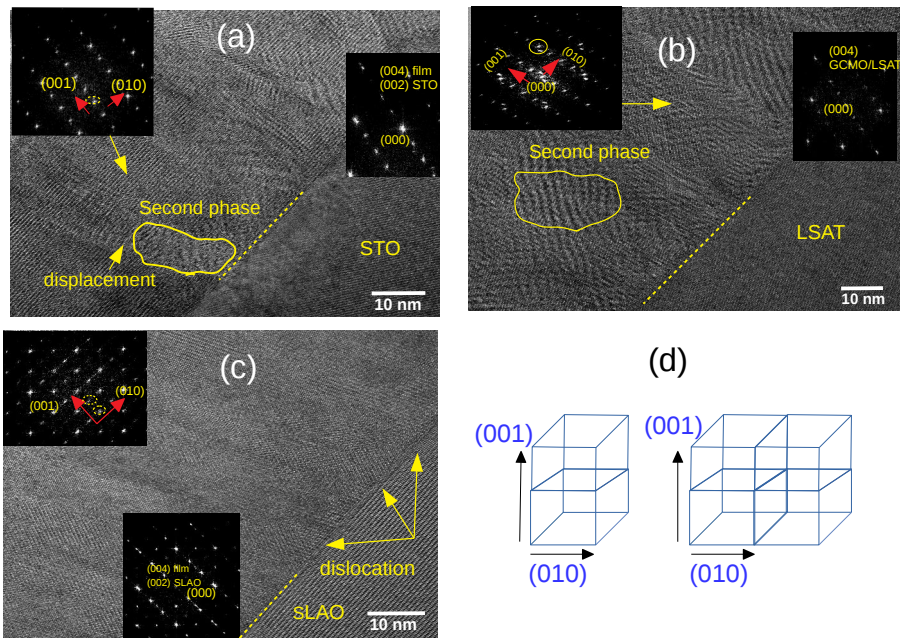 (a)
(001)
(010)
(004) film
(002) STO
(000)
Second phase
displacement
STO
10 nm
(b)
(001)
(010)
(000)
(004)
GCMO/LSAT
(000)
Second phase
LSAT
10 nm
(c)
(001)
(010)
(004) film
(002) SLAO
(000)
dislocation
sLAO
10 nm
(d)
(001)
(010)
(001)
(010)